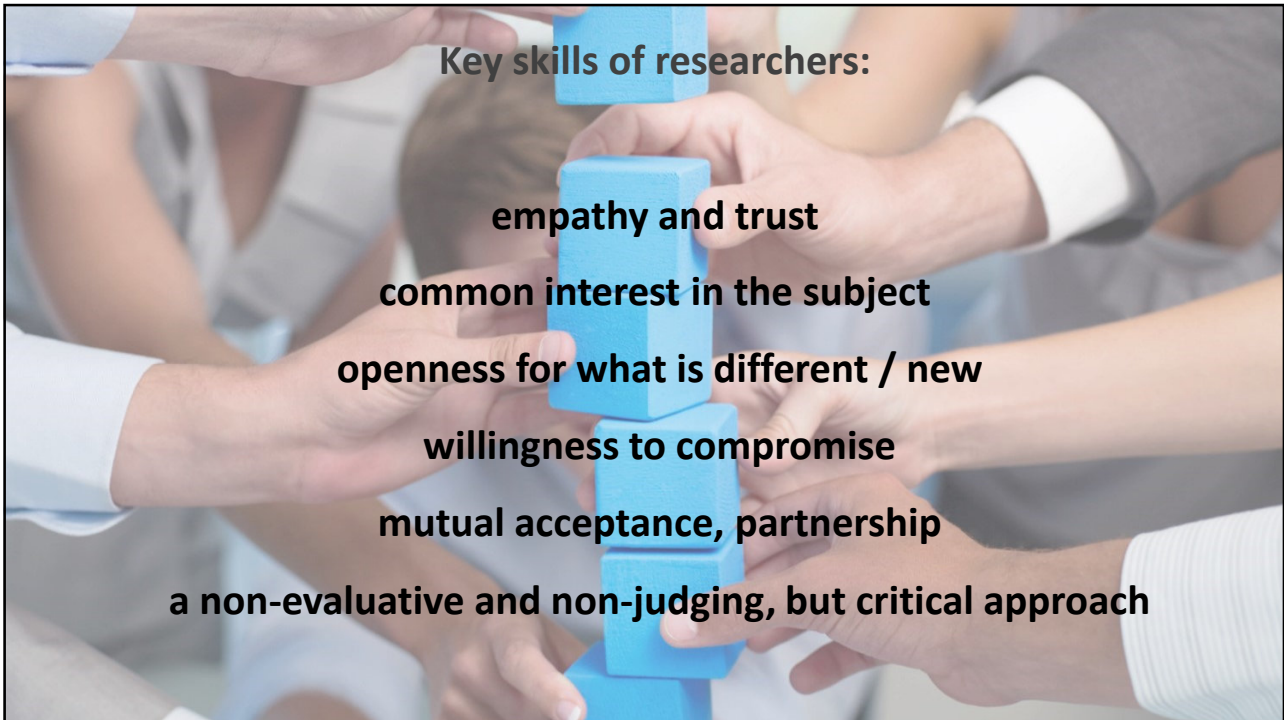 Key skills of researchers:
empathy and trust
common interest in the subject
openness for what is different / new
willingness to compromise
mutual acceptance, partnership
a non-evaluative and non-judging, but critical approach